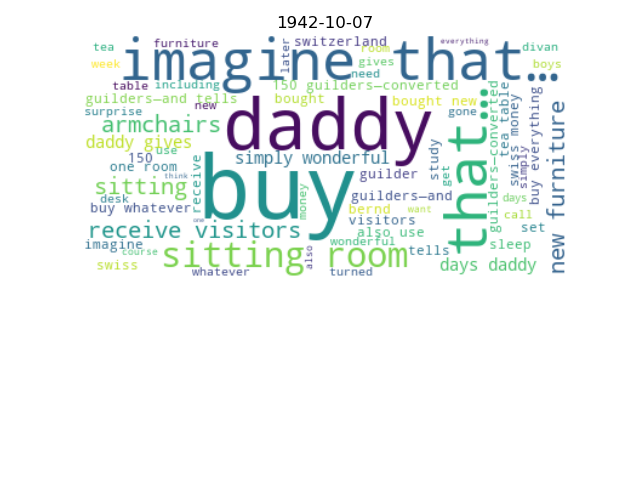 1942-10-07
tea
furniture
later
switzerland
everything
room
divan
week
imagine that…
gives
need
boys
table
including
150 guilders—converted
guilders—and tells
new
bought
bought new
surprise
armchairs
daddy
gone
that…
guilders—converted
tea table
swiss money
simply
buy everything
new furniture
daddy gives
use
150
simply wonderful
study
one room
think
receive
buy
guilder
get
sitting
money
desk
guilders—and
days
buy whatever
bernd
want
one
visitors
call
receive visitors
also use
set
imagine
wonderful
sleep
course
sitting room
also
tells
swiss
whatever
turned
days daddy